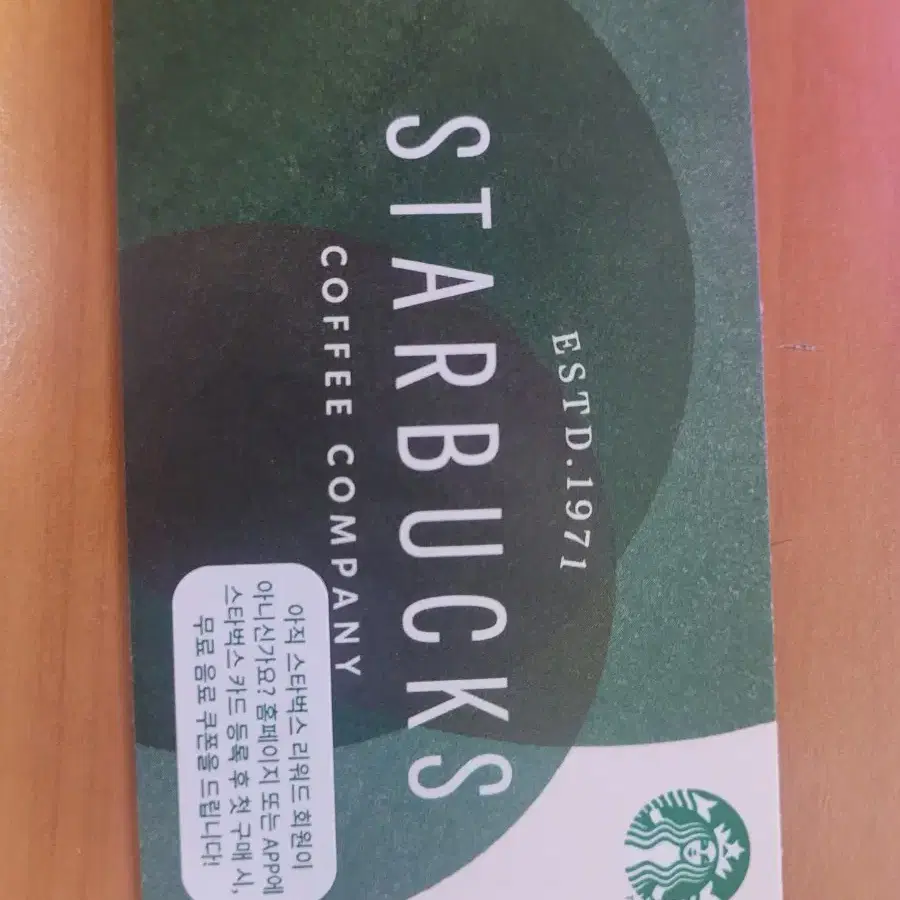 ESTD.1971
STARBUCKS
COFFEE COMPANY
아직 스타벅스 리워드 회원이
아니신가요? 홈페이지 또는 APP에
스타벅스 카드 등록 후 첫 구매 시,
무료 음료 쿠폰을 드립니다!